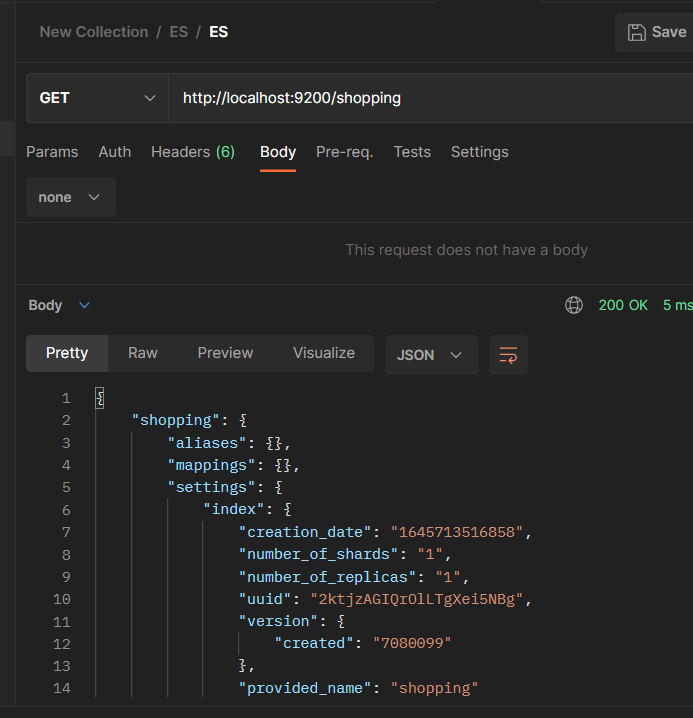 New Collection / ES / ES
Save
GET http://localhost:9200/shopping
Params Auth Headers (6) Body Pre-req. Tests Settings
none
This request does not have a body
Body 200 OK 5 ms
Pretty Raw Preview Visualize JSON
1 {
2 "shopping": {
3 "aliases": {},
4 "mappings": {},
5 "settings": {
6 "index": {
7 "creation_date": "1645713516858",
8 "number_of_shards": "1",
9 "number_of_replicas": "1",
10 "uuid": "2ktjzAGIQrOlLTgXei5NBg",
11 "version": {
12 "created": "7080099"
13 },
14 "provided_name": "shopping"